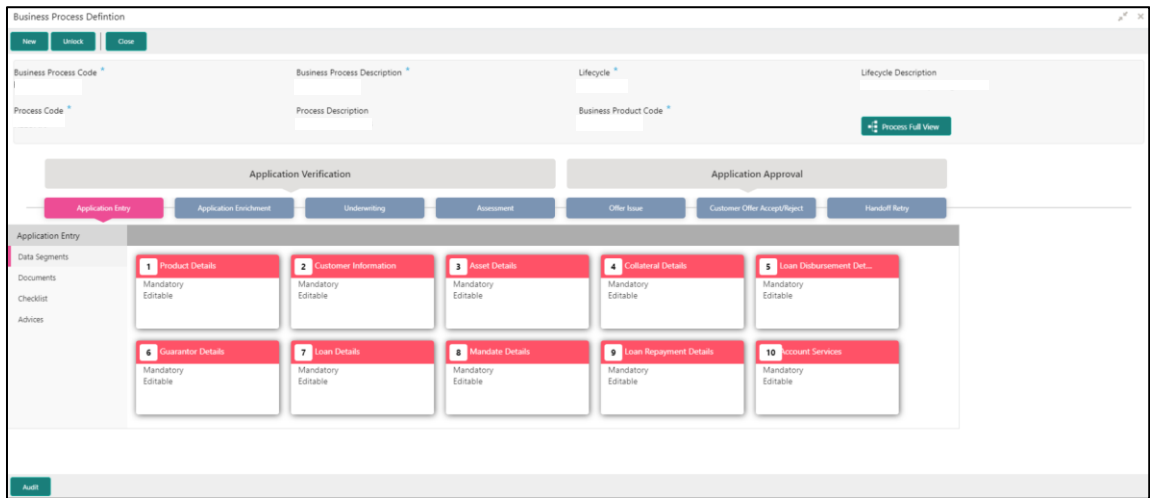 Business Process Defintion
New Unlock Close
Business Process Code * Business Process Description * Lifecycle * Lifecycle Description
Process Code * Process Description Business Product Code *
Process Full View
Application Verification Application Approval
Application Entry Application Enrichment Underwriting Assessment Offer Issue Customer Offer Accept/Reject Handoff Retry
Application Entry
Data Segments
Documents
Checklist
Advices
1 Product Details
Mandatory
Editable
2 Customer Information
Mandatory
Editable
3 Asset Details
Mandatory
Editable
4 Collateral Details
Mandatory
Editable
5 Loan Disbursement Det...
Mandatory
Editable
6 Guarantor Details
Mandatory
Editable
7 Loan Details
Mandatory
Editable
8 Mandate Details
Mandatory
Editable
9 Loan Repayment Details
Mandatory
Editable
10 Account Services
Mandatory
Editable
Audit